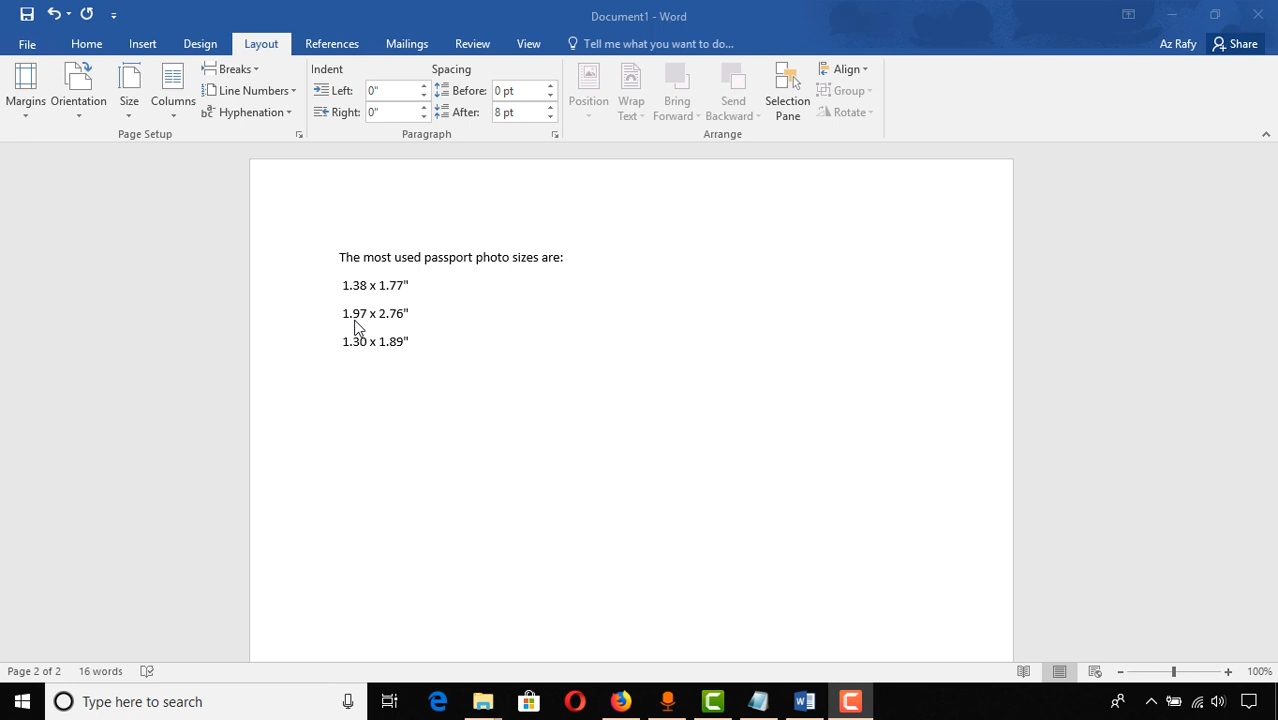 Document1 - Word
File Home Insert Design Layout References Mailings Review View Tell me what you want to do... Az Rafy Share
Margins Orientation Size Columns
Breaks
Line Numbers
Hyphenation
Page Setup
Indent Spacing
Left: 0" Before: 0 pt
Right: 0" After: 8 pt
Paragraph
Position Wrap Text Bring Forward Send Backward Selection Pane
Align
Group
Rotate
Arrange
The most used passport photo sizes are:
1.38 x 1.77"
1.97 x 2.76"
1.30 x 1.89"
Page 2 of 2 16 words 100%
Type here to search